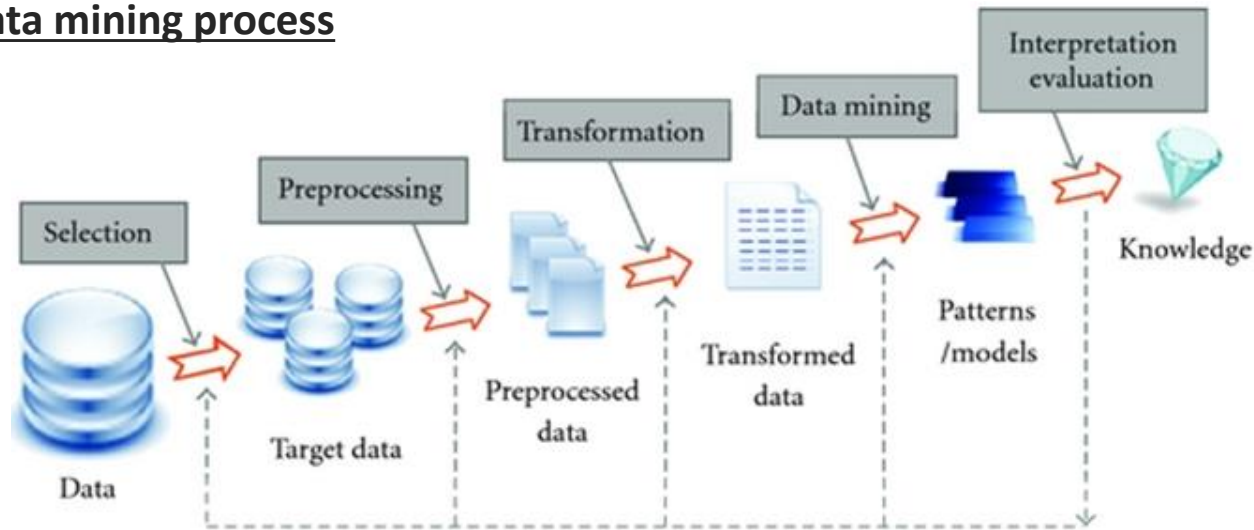 ata mining process
Interpretation
evaluation
Data mining
Transformation
Preprocessing
Selection
Knowledge
Patterns
/models
Transformed
data
Preprocessed
data
Target data
Data